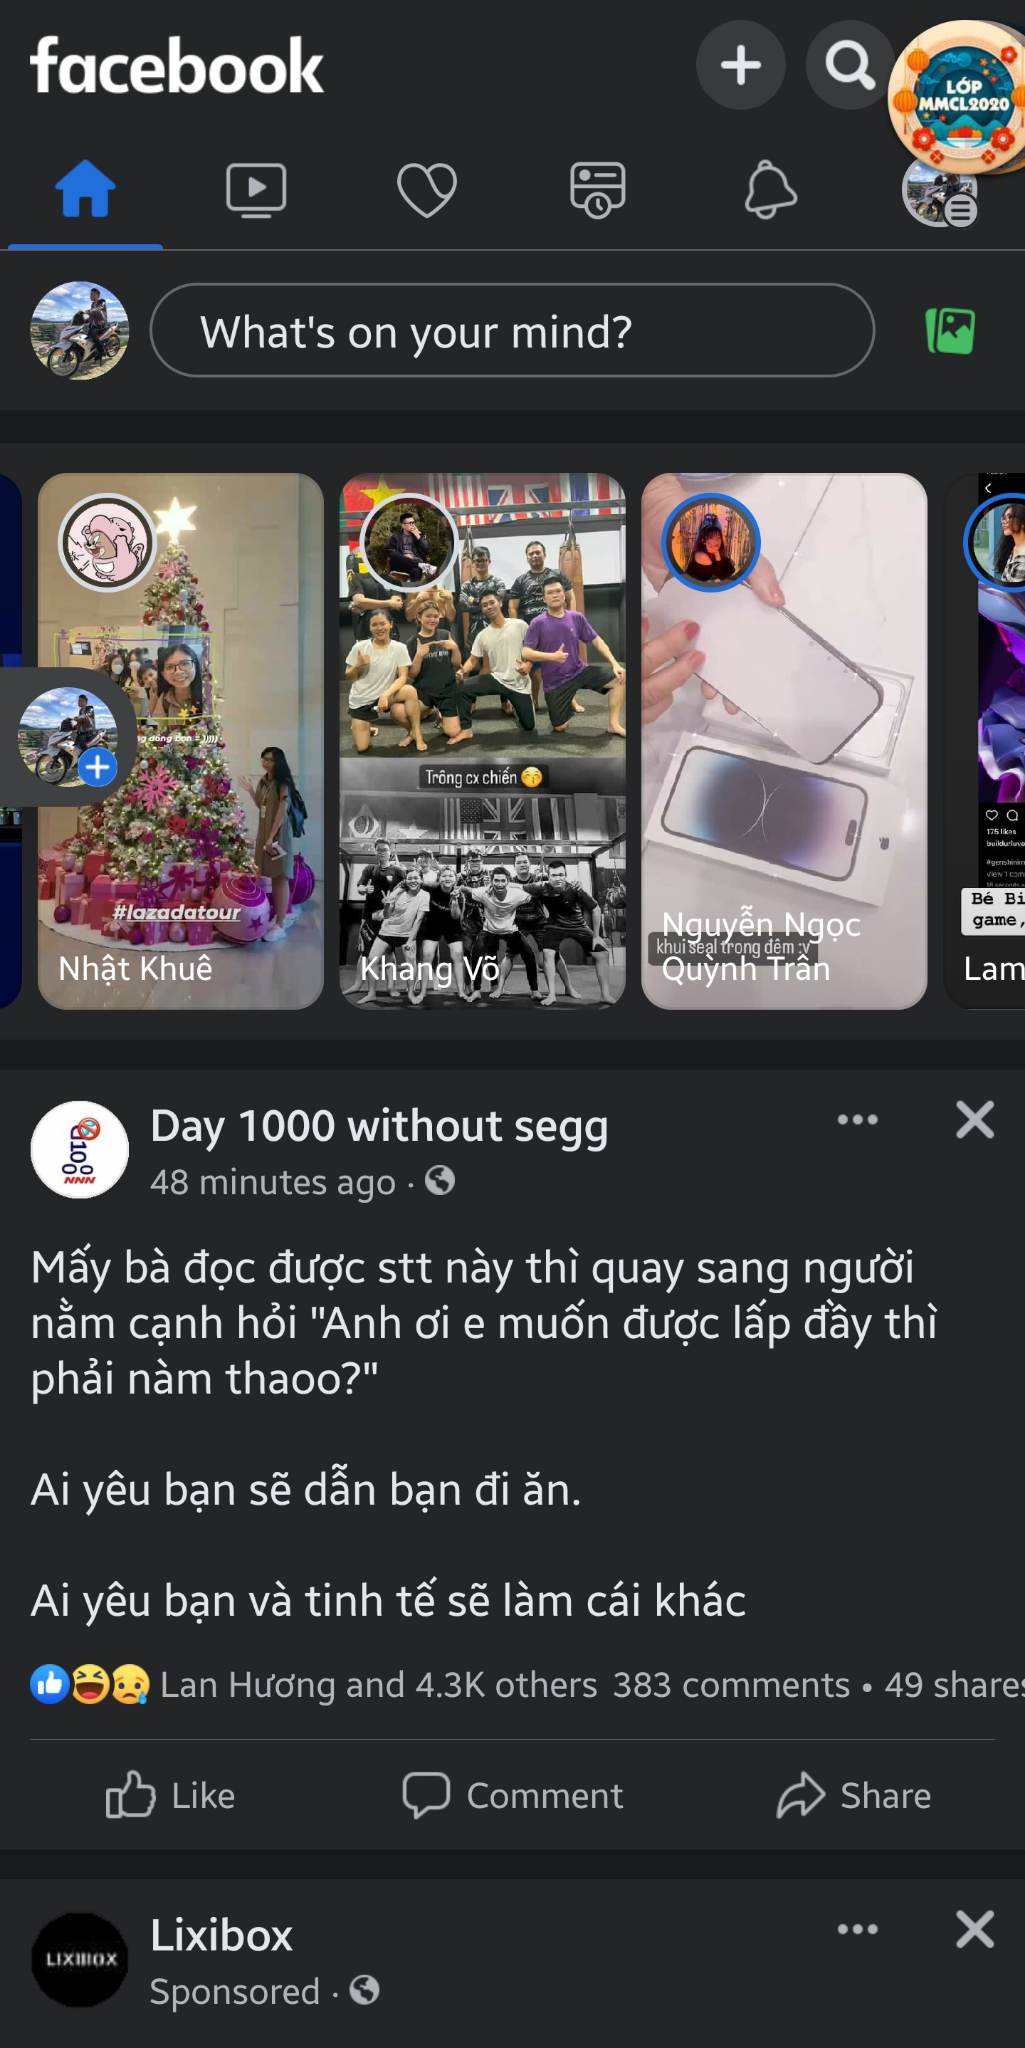 facebook
LỚP
MMCL2020
What's on your mind?
#lazadatour
Nhật Khuê
Trông cx chiến 😚
Khang Võ
khui seal trong đêm :v
Nguyễn Ngọc
Quỳnh Trân
175 likes
Bé Bi
game,
Lam
Day 1000 without segg
48 minutes ago ·
Mấy bà đọc được stt này thì quay sang người
nằm cạnh hỏi "Anh ơi e muốn được lấp đầy thì
phải nàm thaoo?"
Ai yêu bạn sẽ dẫn bạn đi ăn.
Ai yêu bạn và tinh tế sẽ làm cái khác
Lan Hương and 4.3K others 383 comments • 49 shares
Like
Comment
Share
LIXIBOX
Lixibox
Sponsored ·